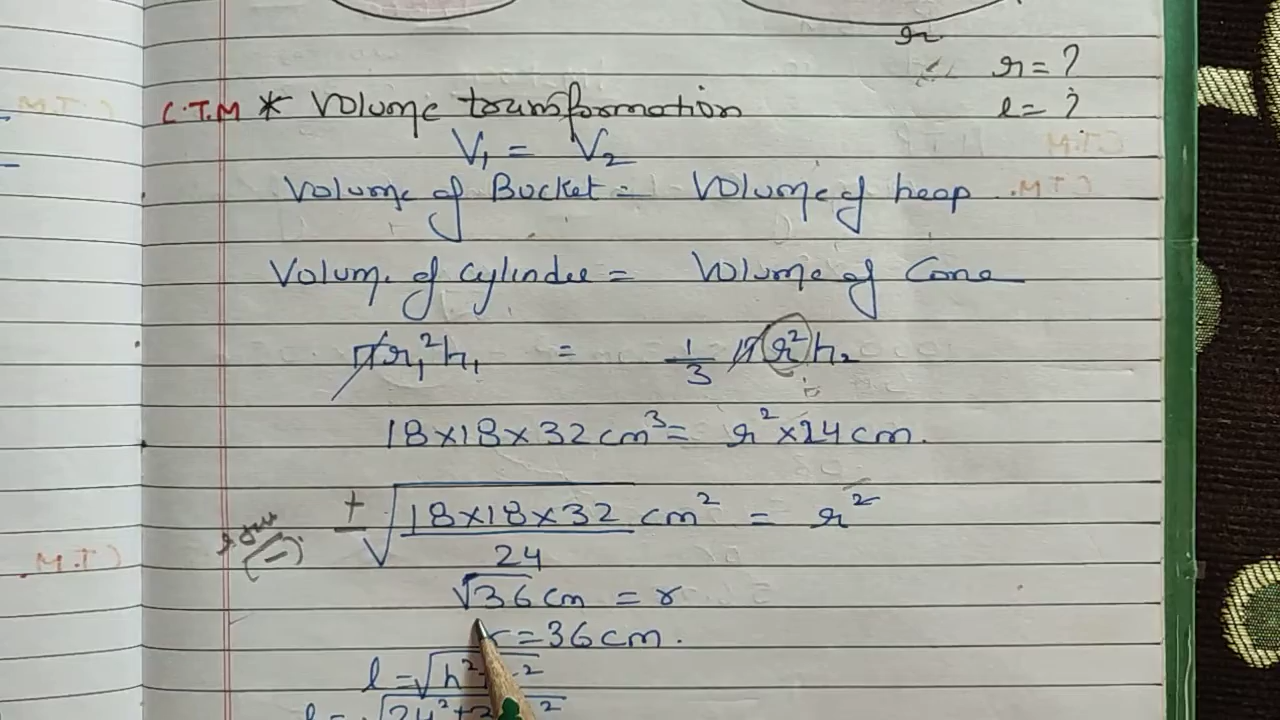 r
r = ?
C.T.M * Volume transformation l = ?
V₁ = V₂
Volume of Bucket = Volume of heap
Volume of Cylinder = Volume of Cone
πr₁²h₁ = 1/3 πr²h₂
18×18×32 cm³ = r² × 24 cm.
± √(18×18×32/24) cm² = r²
√36 cm = r
r = 36 cm.
l = √h²